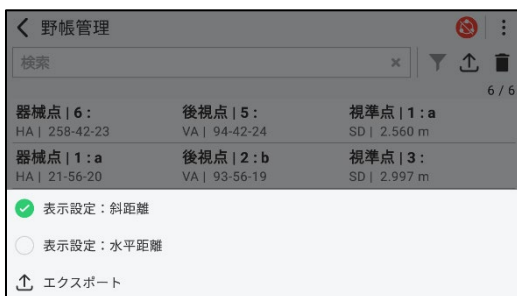 野帳管理
検索
6 / 6
器械点 | 6 : 後視点 | 5 : 視準点 | 1 : a
HA | 258-42-23 VA | 94-42-24 SD | 2.560 m
器械点 | 1 : a 後視点 | 2 : b 視準点 | 3 :
HA | 21-56-20 VA | 93-56-19 SD | 2.997 m
表示設定：斜距離
表示設定：水平距離
エクスポート